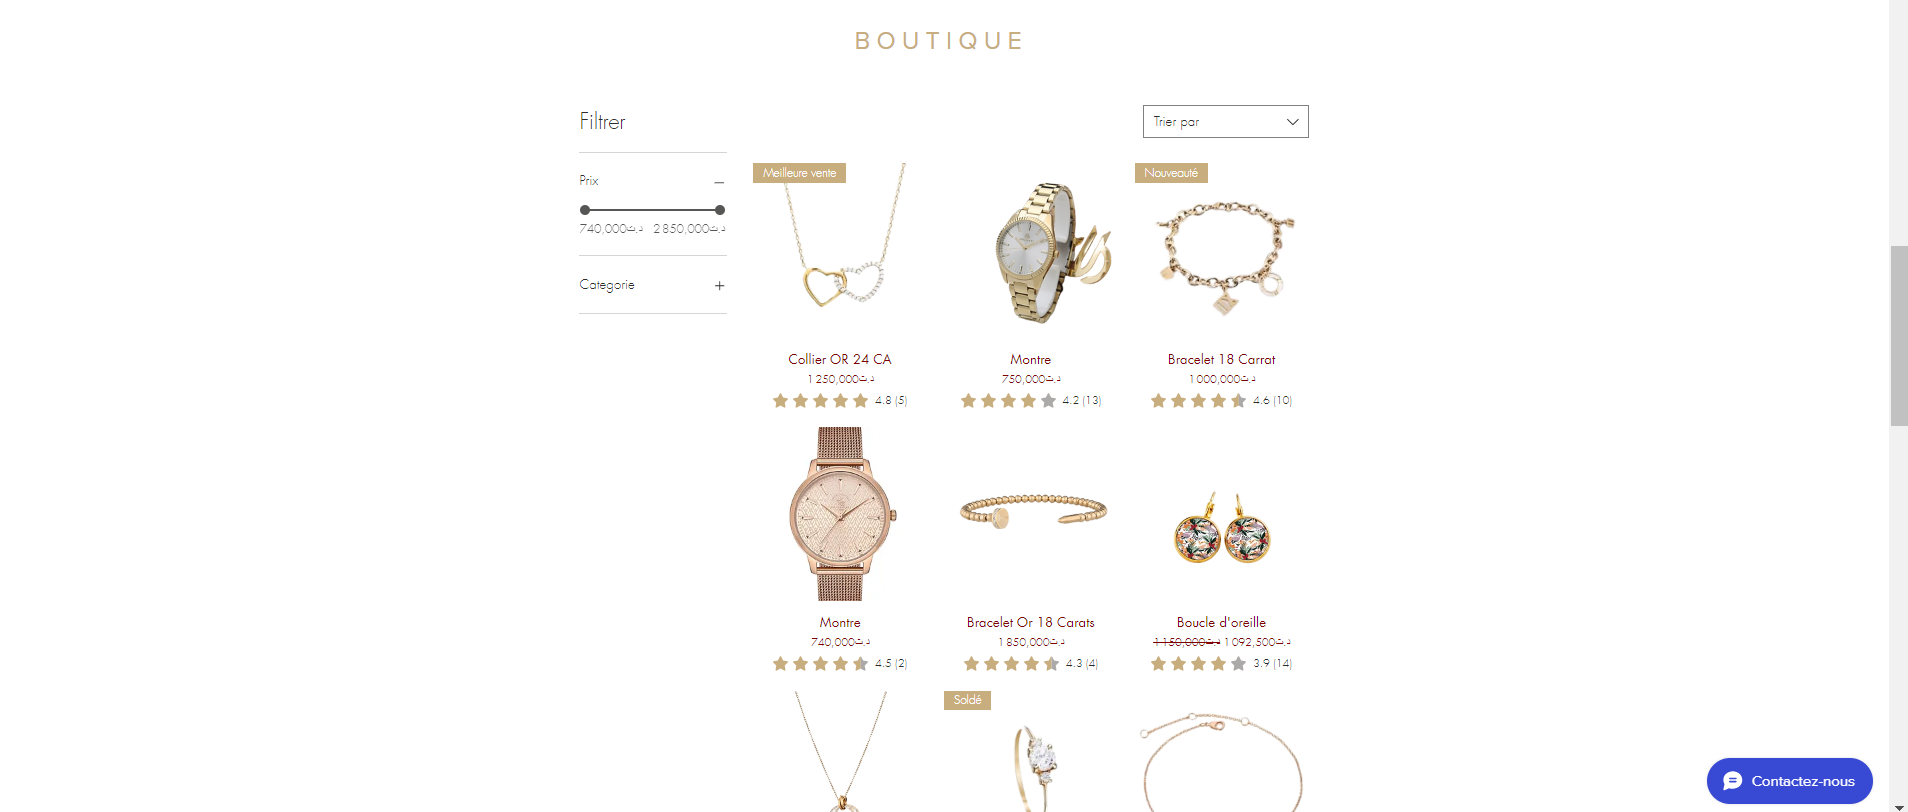 BOUTIQUE
Filtrer
Trier par
Prix
740,000د.ت 2 850,000د.ت
Categorie
Meilleure vente
Nouveauté
Collier OR 24 CA
1 250,000د.ت
4.8 (5)
Montre
750,000د.ت
4.2 (13)
Bracelet 18 Carrat
1 000,000د.ت
4.6 (10)
Montre
740,000د.ت
4.5 (2)
Bracelet Or 18 Carats
1 850,000د.ت
4.3 (4)
Boucle d'oreille
1 150,000د.ت 1 092,500د.ت
3.9 (14)
Soldé
Contactez-nous